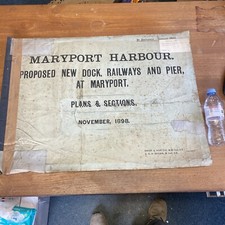 MARYPORT HARBOUR.
PROPOSED NEW DOCK, RAILWAYS AND PIER,
AT MARYPORT.
PLANS & SECTIONS.
NOVEMBER, 1898.